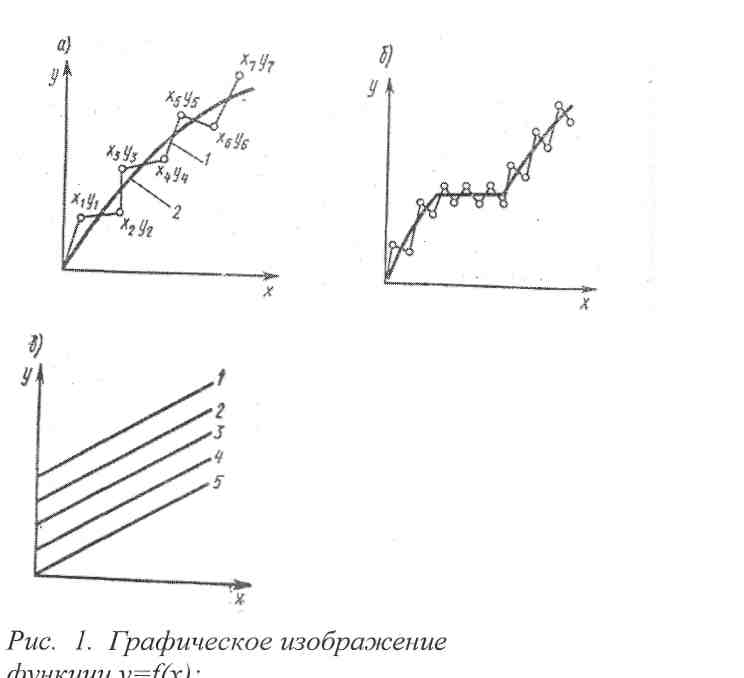 а)
y
x₇y₇
x₅y₅
x₆y₆
1
x₃y₃
x₄y₄
x₁y₁
2
x₂y₂
x
б)
y
x
в)
y
1
2
3
4
5
x
Рис. 1. Графическое изображение
функции y=f(x):